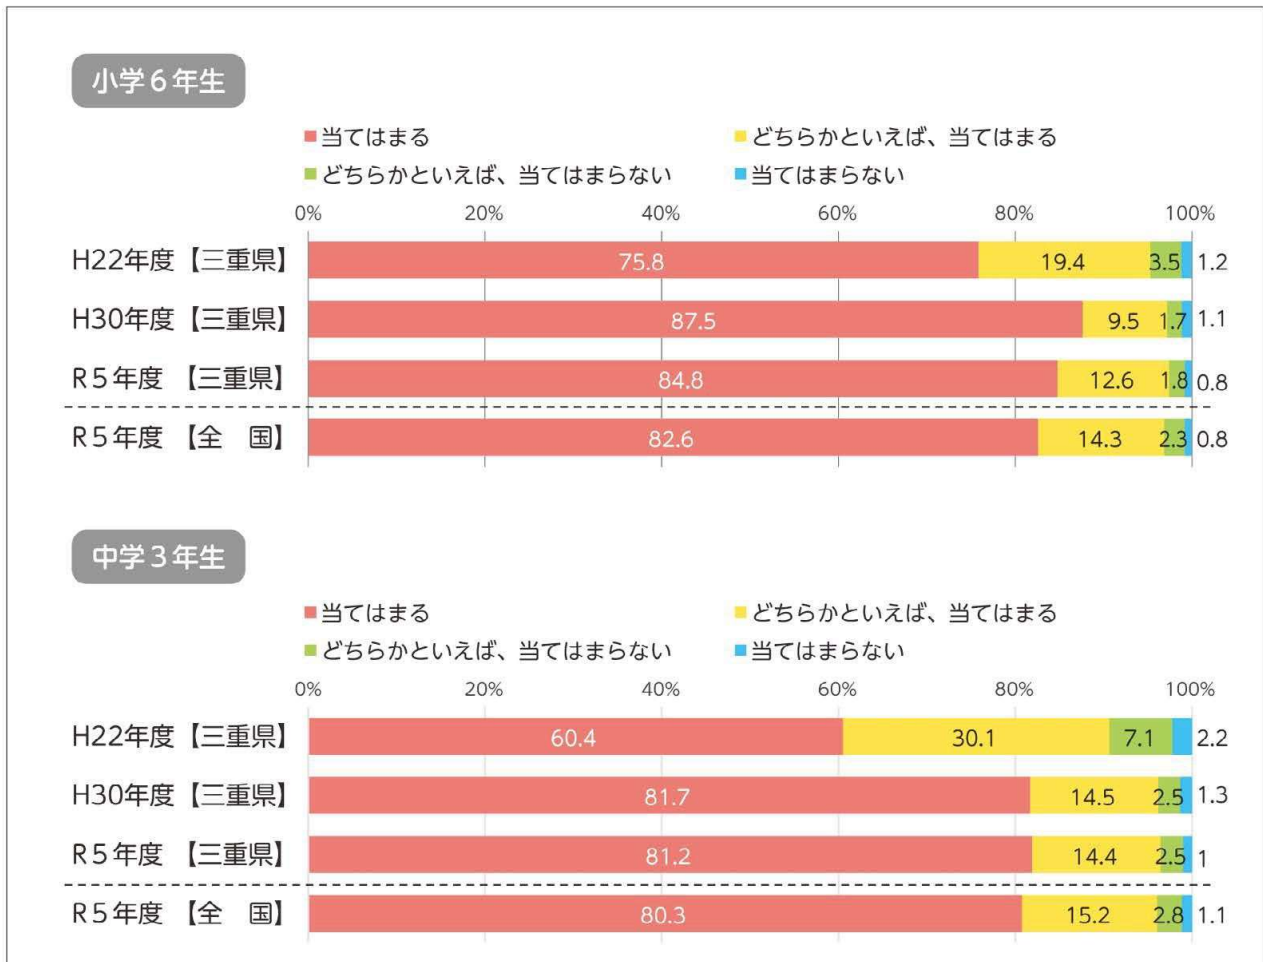 小学6年生
当てはまる どちらかといえば、当てはまる
どちらかといえば、当てはまらない 当てはまらない
0% 20% 40% 60% 80% 100%
H22年度【三重県】 75.8 19.4 3.5 1.2
H30年度【三重県】 87.5 9.5 1.7 1.1
R5年度 【三重県】 84.8 12.6 1.8 0.8
R5年度 【全 国】 82.6 14.3 2.3 0.8
中学3年生
当てはまる どちらかといえば、当てはまる
どちらかといえば、当てはまらない 当てはまらない
0% 20% 40% 60% 80% 100%
H22年度【三重県】 60.4 30.1 7.1 2.2
H30年度【三重県】 81.7 14.5 2.5 1.3
R5年度 【三重県】 81.2 14.4 2.5 1
R5年度 【全 国】 80.3 15.2 2.8 1.1